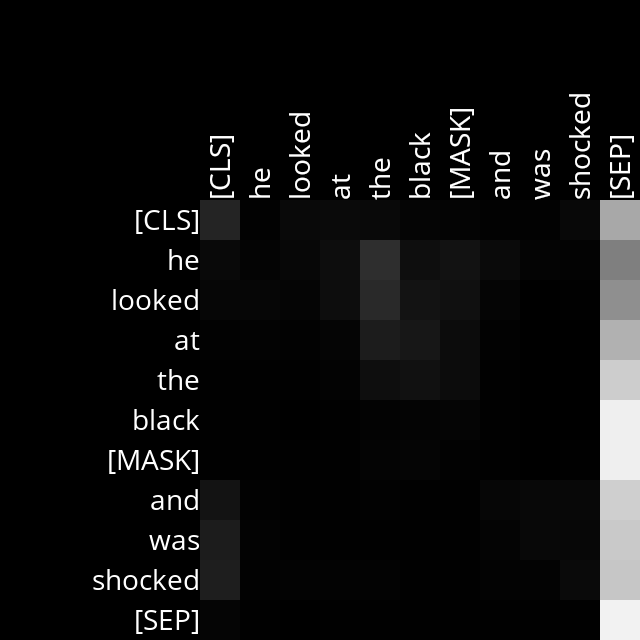 [CLS] he looked at the black [MASK] and was shocked [SEP]
[CLS]
he
looked
at
the
black
[MASK]
and
was
shocked
[SEP]